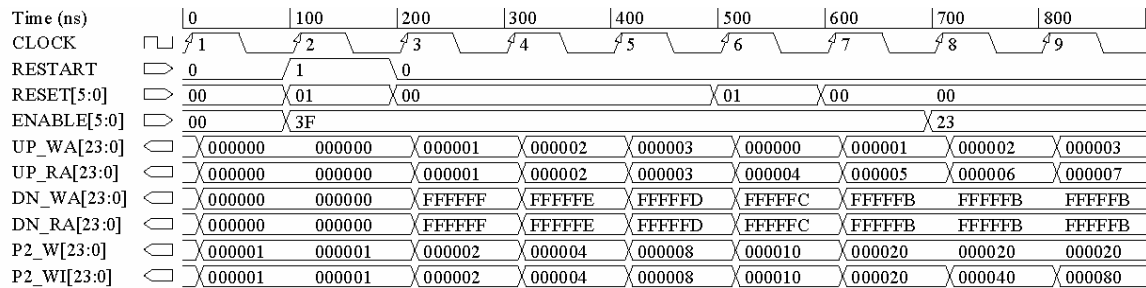 Time (ns) 0 100 200 300 400 500 600 700 800
CLOCK 1 2 3 4 5 6 7 8 9
RESTART 0 1 0
RESET[5:0] 00 01 00 01 00 00
ENABLE[5:0] 00 3F 23
UP_WA[23:0] 000000 000000 000001 000002 000003 000000 000001 000002 000003
UP_RA[23:0] 000000 000000 000001 000002 000003 000004 000005 000006 000007
DN_WA[23:0] 000000 000000 FFFFFF FFFFFE FFFFFD FFFFFC FFFFFB FFFFFB FFFFFB
DN_RA[23:0] 000000 000000 FFFFFF FFFFFE FFFFFD FFFFFC FFFFFB FFFFFB FFFFFB
P2_W[23:0] 000001 000001 000002 000004 000008 000010 000020 000020 000020
P2_WI[23:0] 000001 000001 000002 000004 000008 000010 000020 000040 000080